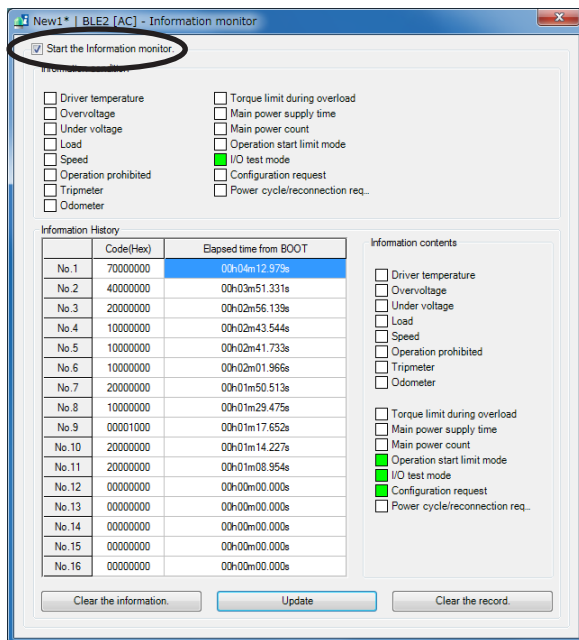 New1* | BLE2 [AC] - Information monitor
Start the Information monitor.
Information condition
Driver temperature
Overvoltage
Under voltage
Load
Speed
Operation prohibited
Tripmeter
Odometer
Torque limit during overload
Main power supply time
Main power count
Operation start limit mode
I/O test mode
Configuration request
Power cycle/reconnection req..
Information History
Code(Hex) Elapsed time from BOOT
No.1 70000000 00h04m12.979s
No.2 40000000 00h03m51.331s
No.3 20000000 00h02m56.139s
No.4 10000000 00h02m43.544s
No.5 10000000 00h02m41.733s
No.6 10000000 00h02m01.966s
No.7 20000000 00h01m50.513s
No.8 10000000 00h01m29.475s
No.9 00001000 00h01m17.652s
No.10 20000000 00h01m14.227s
No.11 20000000 00h01m08.954s
No.12 00000000 00h00m00.000s
No.13 00000000 00h00m00.000s
No.14 00000000 00h00m00.000s
No.15 00000000 00h00m00.000s
No.16 00000000 00h00m00.000s
Information contents
Driver temperature
Overvoltage
Under voltage
Load
Speed
Operation prohibited
Tripmeter
Odometer
Torque limit during overload
Main power supply time
Main power count
Operation start limit mode
I/O test mode
Configuration request
Power cycle/reconnection req..
Clear the information. Update Clear the record.